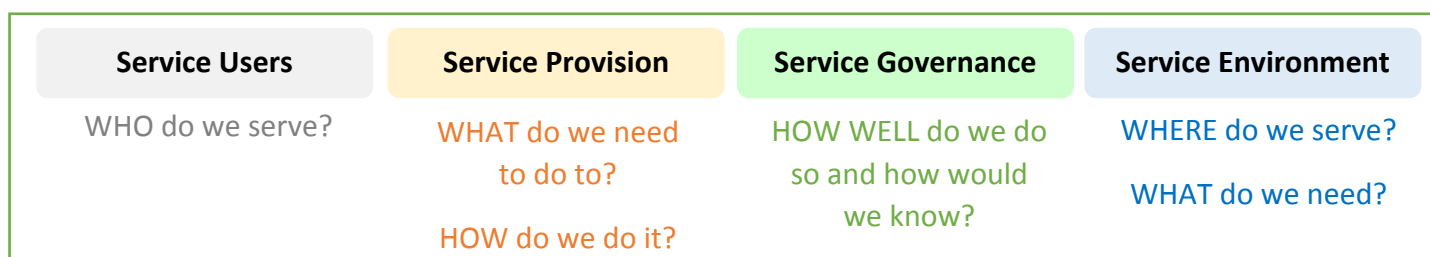 Service Users
WHO do we serve?
Service Provision
WHAT do we need
to do to?
HOW do we do it?
Service Governance
HOW WELL do we do
so and how would
we know?
Service Environment
WHERE do we serve?
WHAT do we need?